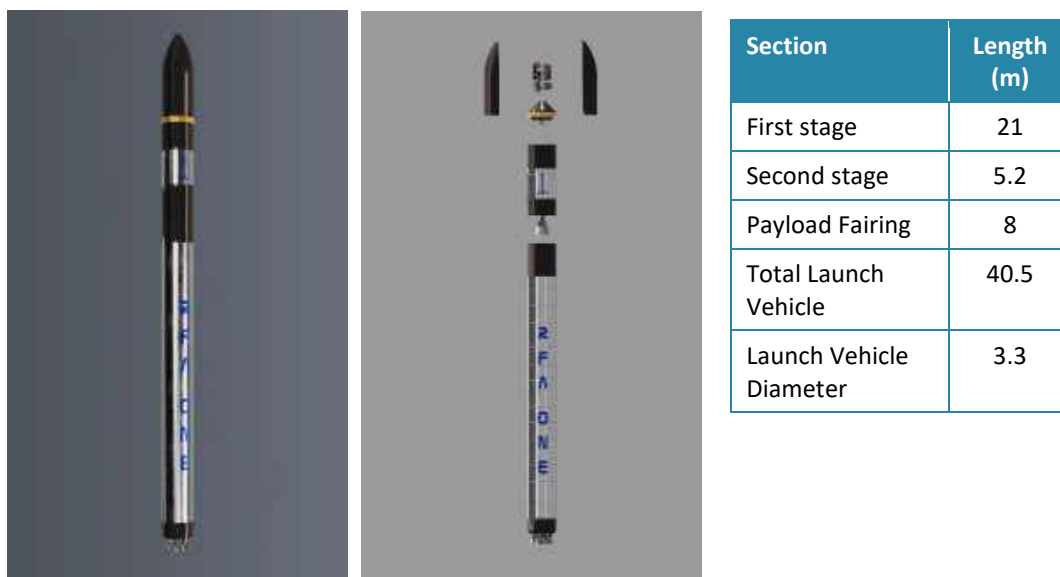 RFA ONE
RFA ONE
Section Length
(m)
First stage 21
Second stage 5.2
Payload Fairing 8
Total Launch 40.5
Vehicle
Launch Vehicle 3.3
Diameter